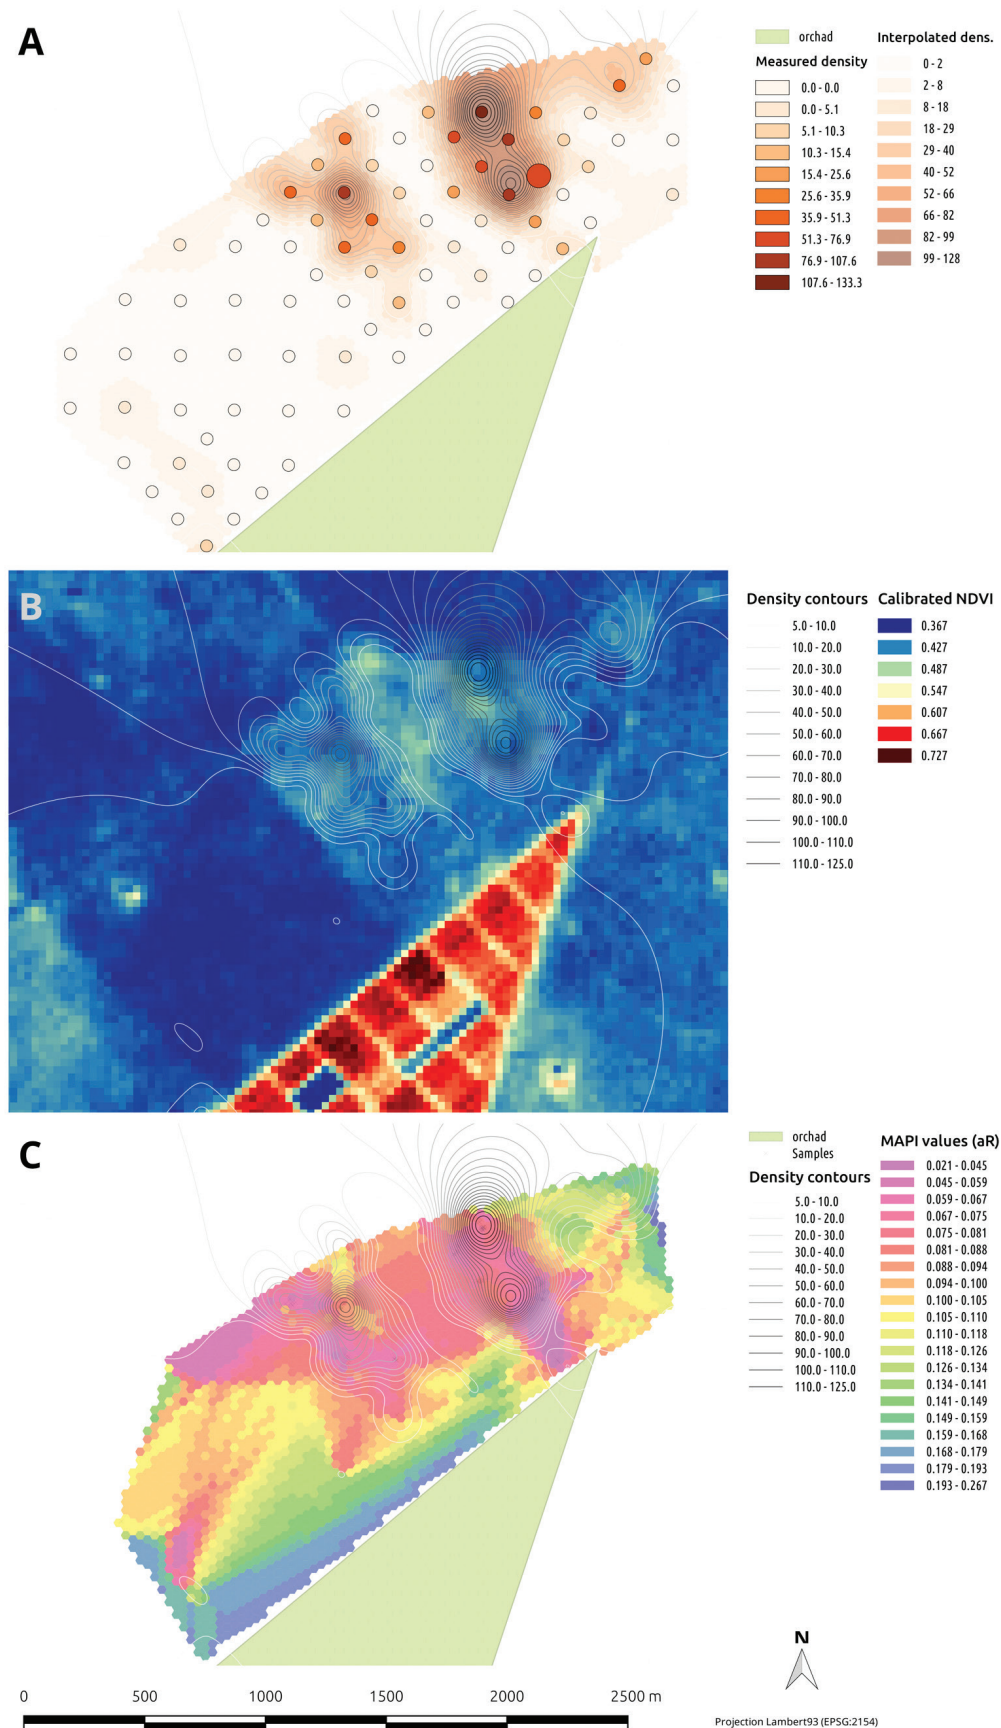 A
orchad
Measured density
0.0 - 0.0
0.0 - 5.1
5.1 - 10.3
10.3 - 15.4
15.4 - 25.6
25.6 - 35.9
35.9 - 51.3
51.3 - 76.9
76.9 - 107.6
107.6 - 133.3
Interpolated dens.
0 - 2
2 - 8
8 - 18
18 - 29
29 - 40
40 - 52
52 - 66
66 - 82
82 - 99
99 - 128
B
Density contours
5.0 - 10.0
10.0 - 20.0
20.0 - 30.0
30.0 - 40.0
40.0 - 50.0
50.0 - 60.0
60.0 - 70.0
70.0 - 80.0
80.0 - 90.0
90.0 - 100.0
100.0 - 110.0
110.0 - 125.0
Calibrated NDVI
0.367
0.427
0.487
0.547
0.607
0.667
0.727
C
orchad
Samples
Density contours
5.0 - 10.0
10.0 - 20.0
20.0 - 30.0
30.0 - 40.0
40.0 - 50.0
50.0 - 60.0
60.0 - 70.0
70.0 - 80.0
80.0 - 90.0
90.0 - 100.0
100.0 - 110.0
110.0 - 125.0
MAPI values (aR)
0.021 - 0.045
0.045 - 0.059
0.059 - 0.067
0.067 - 0.075
0.075 - 0.081
0.081 - 0.088
0.088 - 0.094
0.094 - 0.100
0.100 - 0.105
0.105 - 0.110
0.110 - 0.118
0.118 - 0.126
0.126 - 0.134
0.134 - 0.141
0.141 - 0.149
0.149 - 0.159
0.159 - 0.168
0.168 - 0.179
0.179 - 0.193
0.193 - 0.267
N
0 500 1000 1500 2000 2500 m
Projection Lambert93 (EPSG:2154)